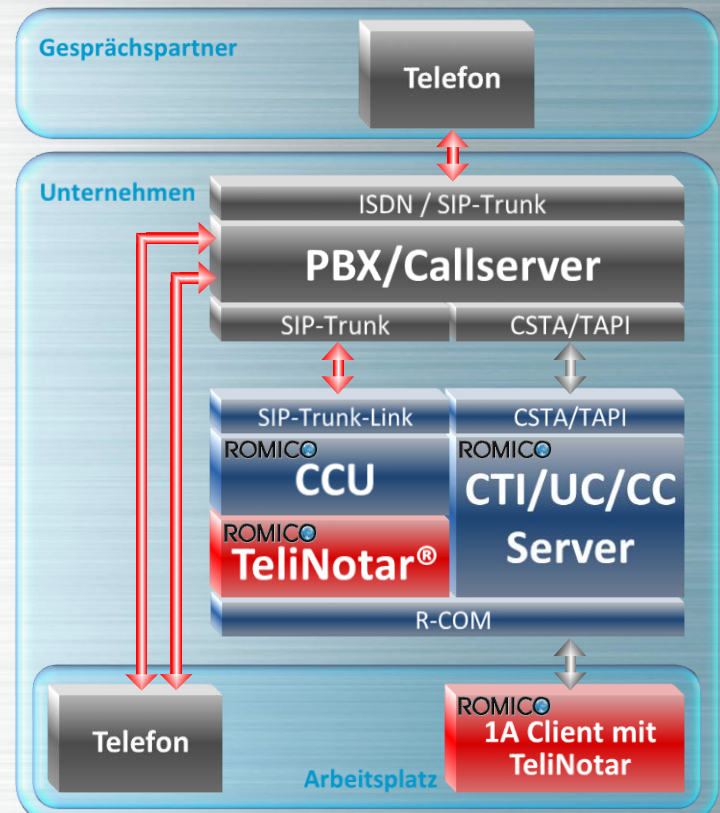 Gesprächspartner
Telefon
Unternehmen
ISDN / SIP-Trunk
PBX/Callserver
SIP-Trunk
CSTA/TAPI
SIP-Trunk-Link
CSTA/TAPI
ROMICO
CCU
ROMICO
CTI/UC/CC
Server
ROMICO
TeliNotar®
R-COM
Telefon
ROMICO
1A Client mit
TeliNotar
Arbeitsplatz